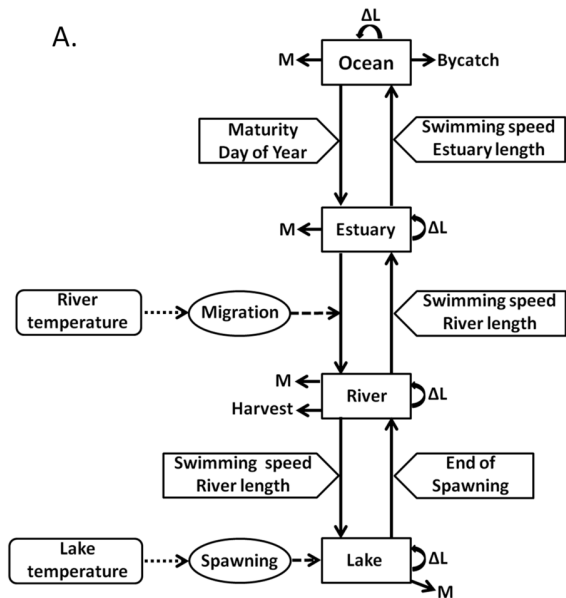 A.
ΔL
M
Ocean
Bycatch
Maturity
Day of Year
Swimming speed
Estuary length
M
Estuary
ΔL
River
temperature
Migration
Swimming speed
River length
M
Harvest
River
ΔL
Swimming speed
River length
End of
Spawning
Lake
temperature
Spawning
Lake
ΔL
M